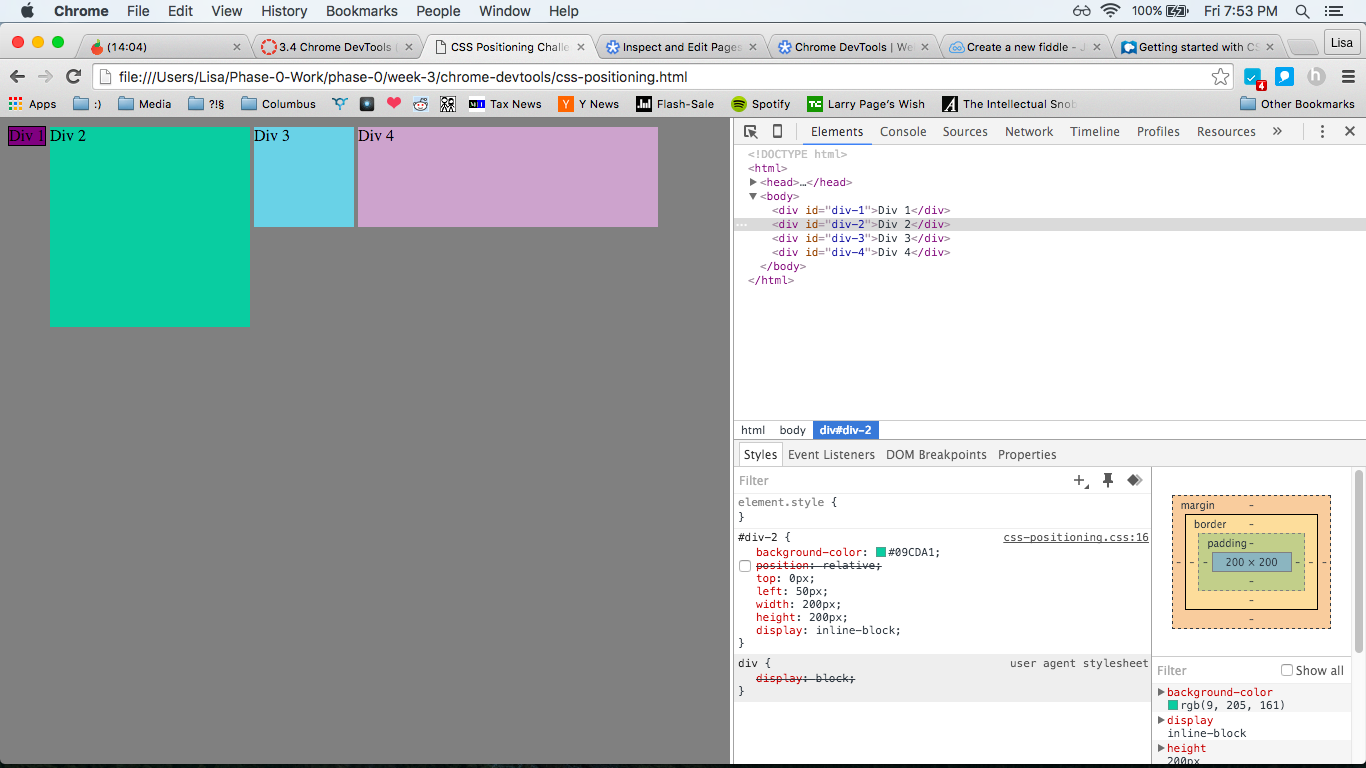 Chrome File Edit View History Bookmarks People Window Help 100% Fri 7:53 PM
(14:04) 3.4 Chrome DevTools CSS Positioning Challe Inspect and Edit Pages Chrome DevTools | We Create a new fiddle - J Getting started with CS Lisa
file:///Users/Lisa/Phase-0-Work/phase-0/week-3/chrome-devtools/css-positioning.html 4
Apps :) Media ?!§ Columbus Tax News Y News Flash-Sale Spotify Larry Page's Wish The Intellectual Snob Other Bookmarks
Div 1 Div 2 Div 3 Div 4
Elements Console Sources Network Timeline Profiles Resources »
<!DOCTYPE html>
<html>
<head>…</head>
<body>
<div id="div-1">Div 1</div>
<div id="div-2">Div 2</div>
<div id="div-3">Div 3</div>
<div id="div-4">Div 4</div>
</body>
</html>
html body div#div-2
Styles Event Listeners DOM Breakpoints Properties
Filter
element.style {
}
#div-2 { css-positioning.css:16
background-color: #09CDA1;
position: relative;
top: 0px;
left: 50px;
width: 200px;
height: 200px;
display: inline-block;
}
div { user agent stylesheet
display: block;
}
margin -
border -
padding -
- - - 200 × 200 - - -
-
-
-
Filter Show all
background-color
rgb(9, 205, 161)
display
inline-block
height
200px